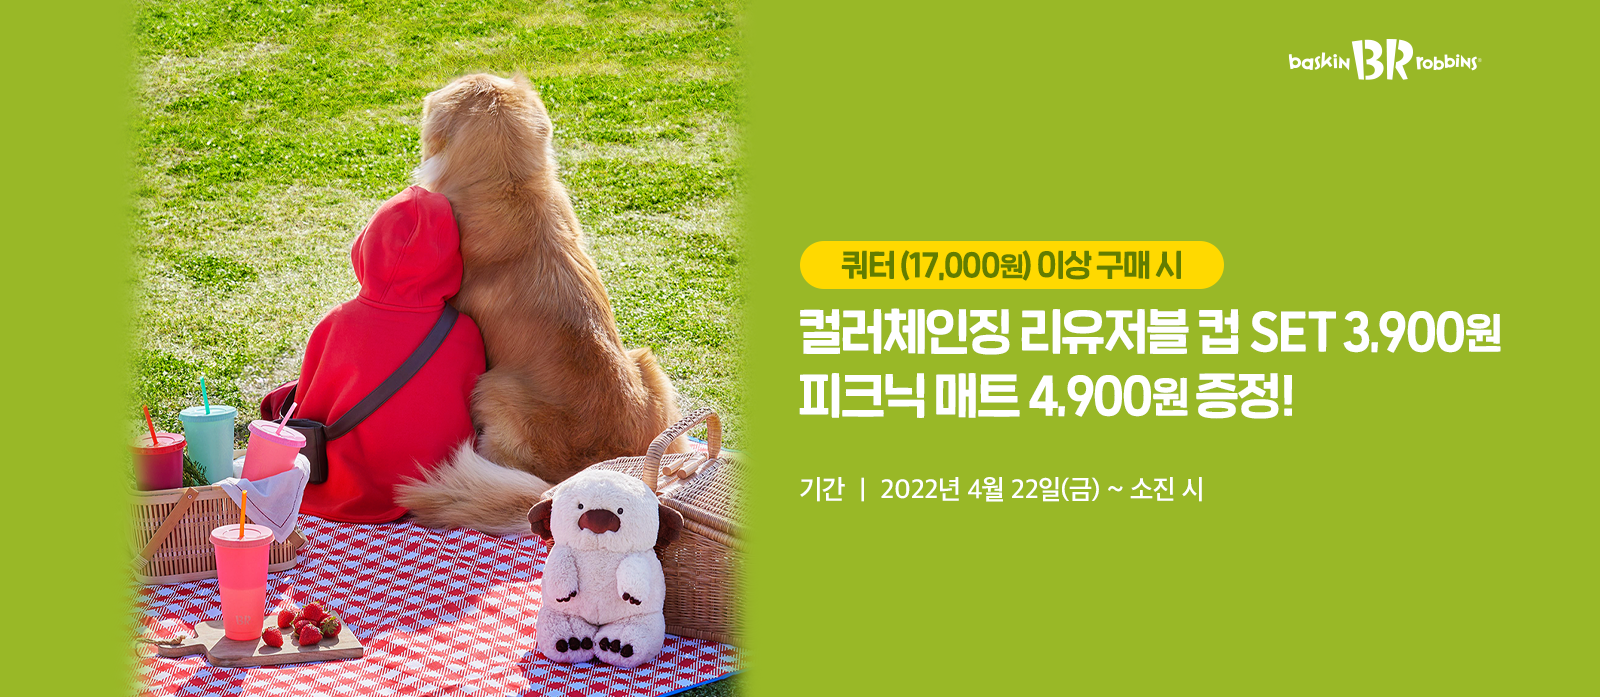 baskin BR robbins
쿼터 (17,000원) 이상 구매 시
컬러체인징 리유저블 컵 SET 3,900원
피크닉 매트 4,900원 증정!
기간 | 2022년 4월 22일(금) ~ 소진 시
BR